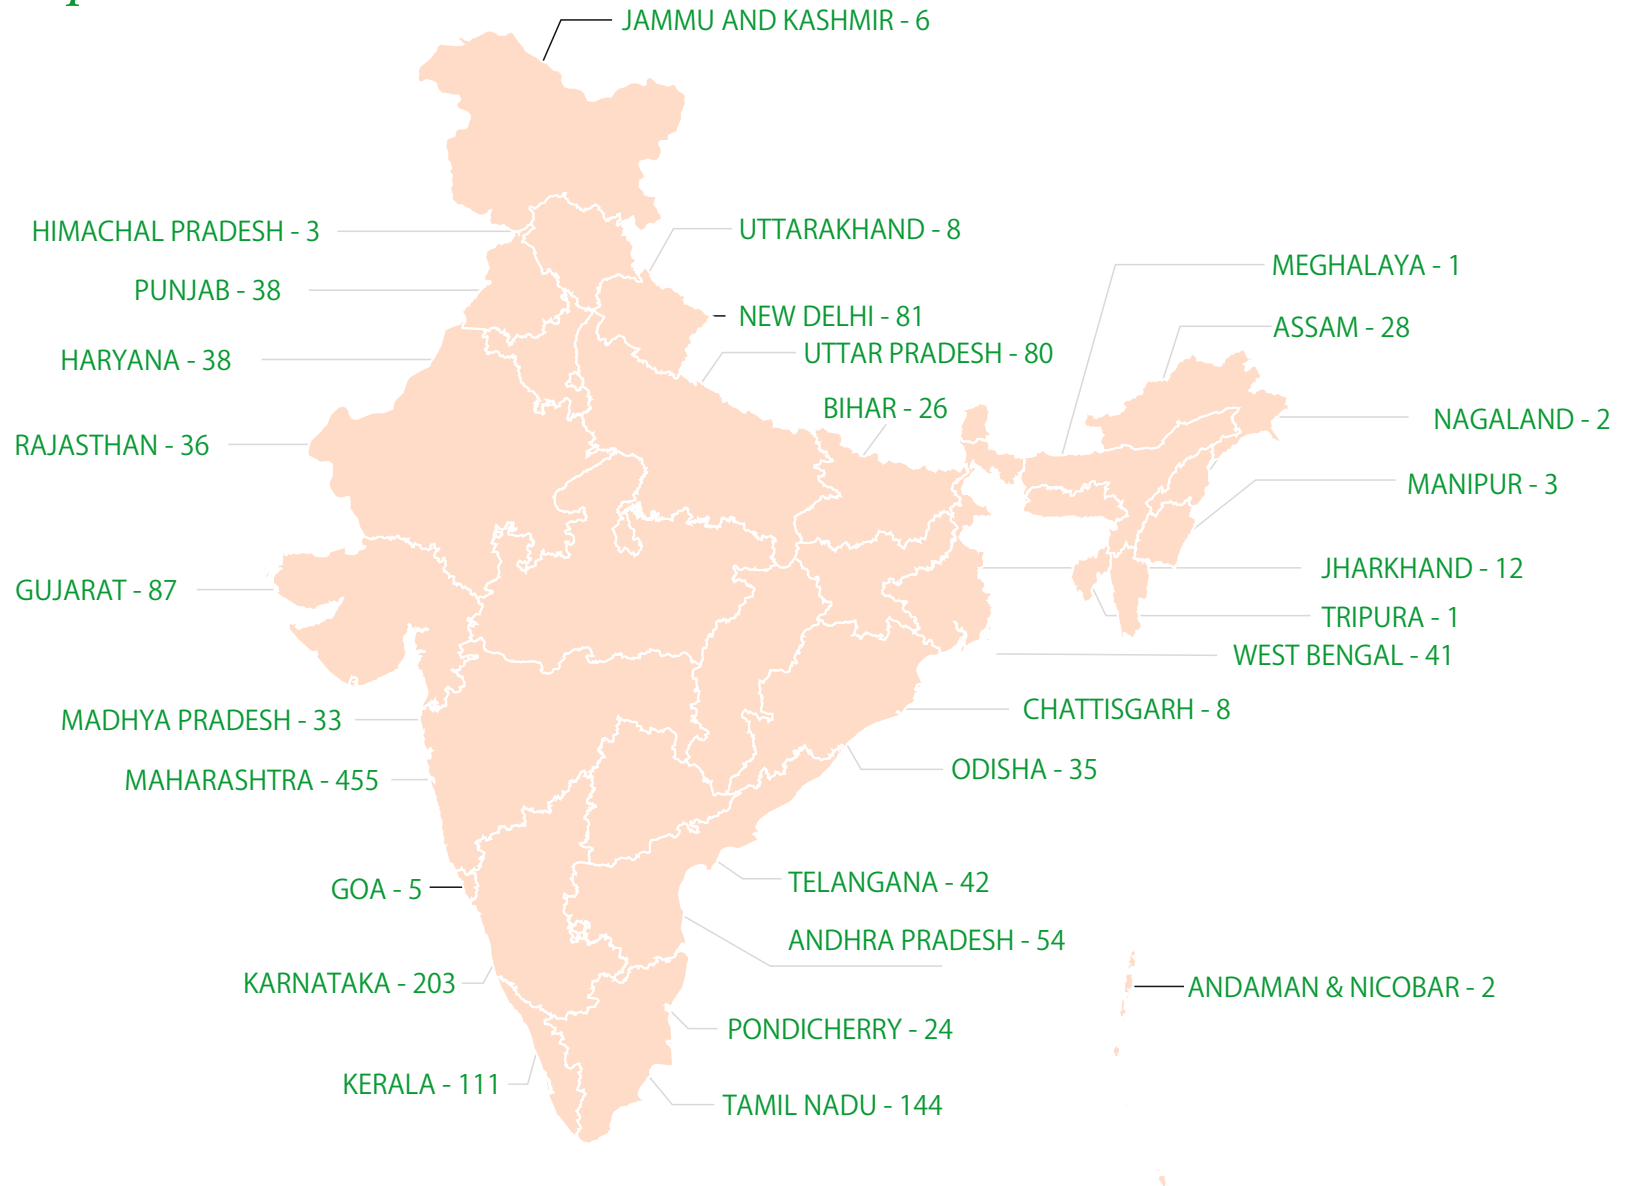 JAMMU AND KASHMIR - 6
HIMACHAL PRADESH - 3
UTTARAKHAND - 8
MEGHALAYA - 1
PUNJAB - 38
NEW DELHI - 81
ASSAM - 28
HARYANA - 38
UTTAR PRADESH - 80
BIHAR - 26
NAGALAND - 2
RAJASTHAN - 36
MANIPUR - 3
GUJARAT - 87
JHARKHAND - 12
TRIPURA - 1
WEST BENGAL - 41
MADHYA PRADESH - 33
CHATTISGARH - 8
MAHARASHTRA - 455
ODISHA - 35
GOA - 5
TELANGANA - 42
ANDHRA PRADESH - 54
KARNATAKA - 203
ANDAMAN & NICOBAR - 2
PONDICHERRY - 24
KERALA - 111
TAMIL NADU - 144